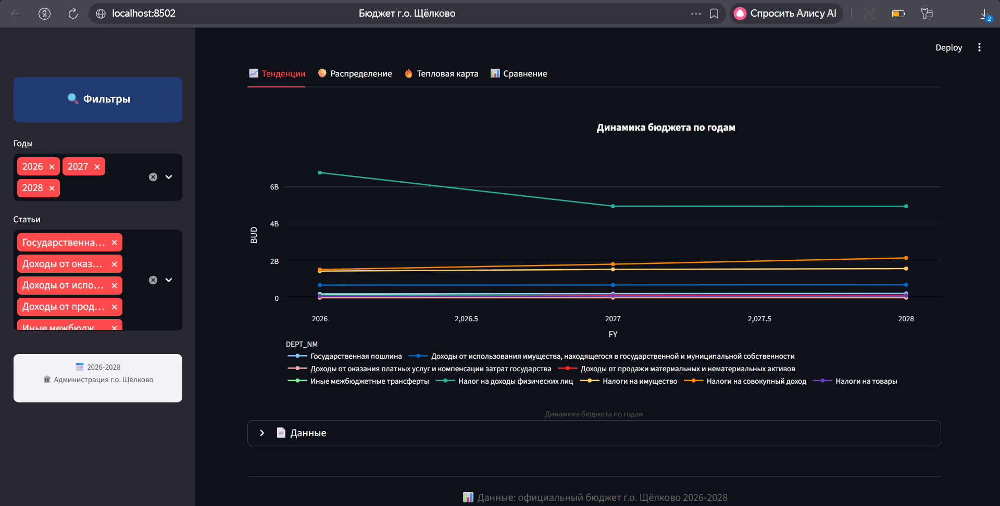 localhost:8502
Бюджет г.о. Щёлково
Спросить Алису AI
2
Deploy
Фильтры
Годы
2026 × 2027 ×
2028 ×
Статьи
Государственна... ×
Доходы от оказ... ×
Доходы от испо... ×
Доходы от прод... ×
Иные межбюдж ×
2026-2028
Администрация г.о. Щёлково
Тенденции Распределение Тепловая карта Сравнение
Динамика бюджета по годам
6B
4B
2B
0
BUD
2026 2,026.5 2027 2,027.5 2028
FY
DEPT_NM
Государственная пошлина Доходы от использования имущества, находящегося в государственной и муниципальной собственности
Доходы от оказания платных услуг и компенсации затрат государства Доходы от продажи материальных и нематериальных активов
Иные межбюджетные трансферты Налог на доходы физических лиц Налоги на имущество Налоги на совокупный доход Налоги на товары
Динамика бюджета по годам
Данные
Данные: официальный бюджет г.о. Щёлково 2026-2028